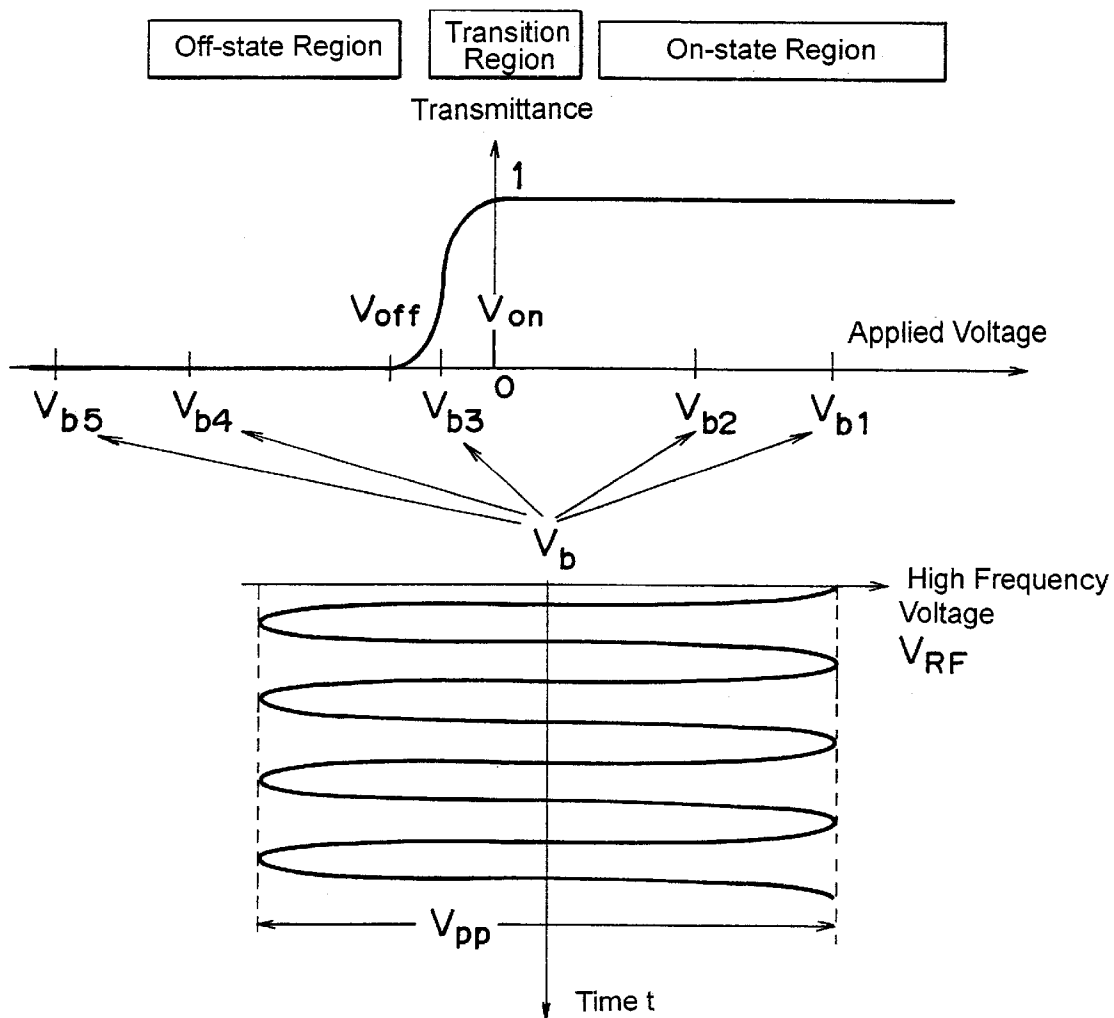 Off-state Region
Transition
Region
On-state Region
Transmittance
1
Voff
Von
Applied Voltage
0
Vb5
Vb4
Vb3
Vb2
Vb1
Vb
High Frequency
Voltage
VRF
Vpp
Time t